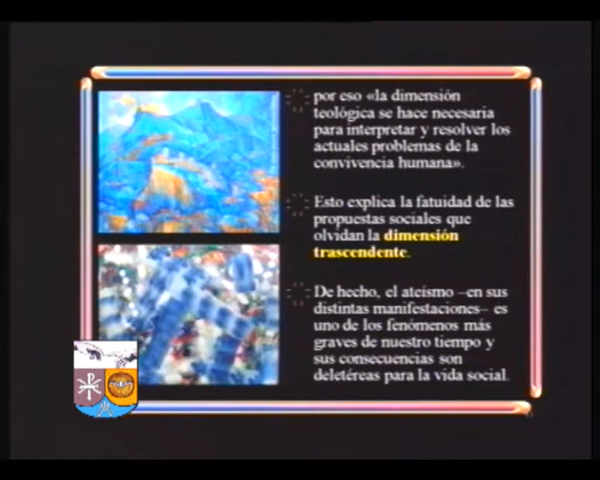 por eso «la dimensión
teológica se hace necesaria
para interpretar y resolver los
actuales problemas de la
convivencia humana».
Esto explica la fatuidad de las
propuestas sociales que
olvidan la dimensión
trascendente.
De hecho, el ateísmo –en sus
distintas manifestaciones– es
uno de los fenómenos más
graves de nuestro tiempo y
sus consecuencias son
deletéreas para la vida social.